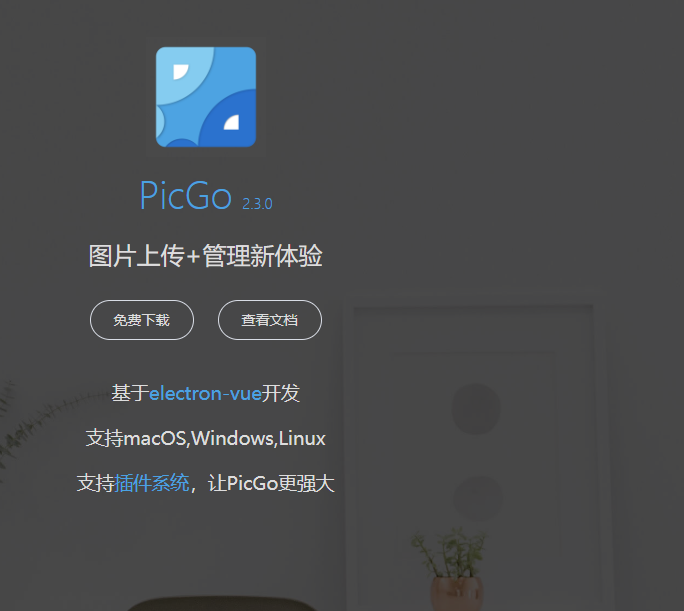 PicGo 2.3.0
图片上传+管理新体验
免费下载 查看文档
基于electron-vue开发
支持macOS,Windows,Linux
支持插件系统，让PicGo更强大